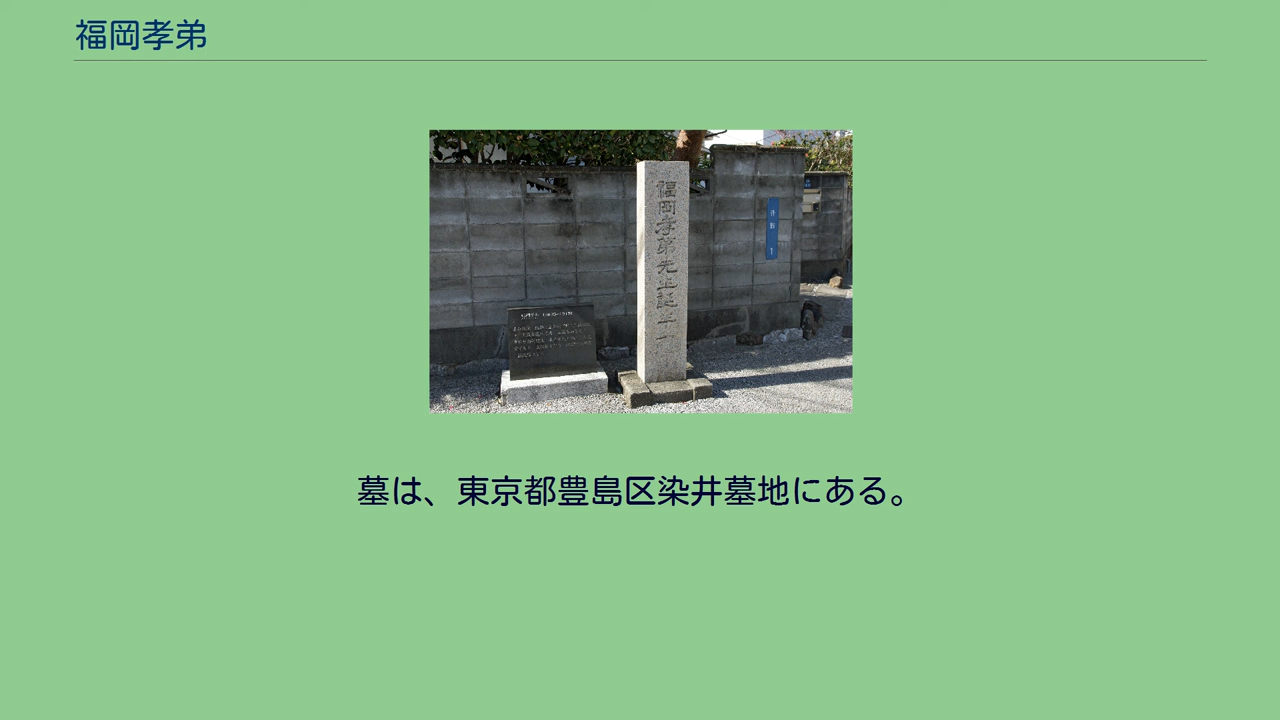 福岡孝弟
福岡孝弟先生誕生
墓は、東京都豊島区染井墓地にある。